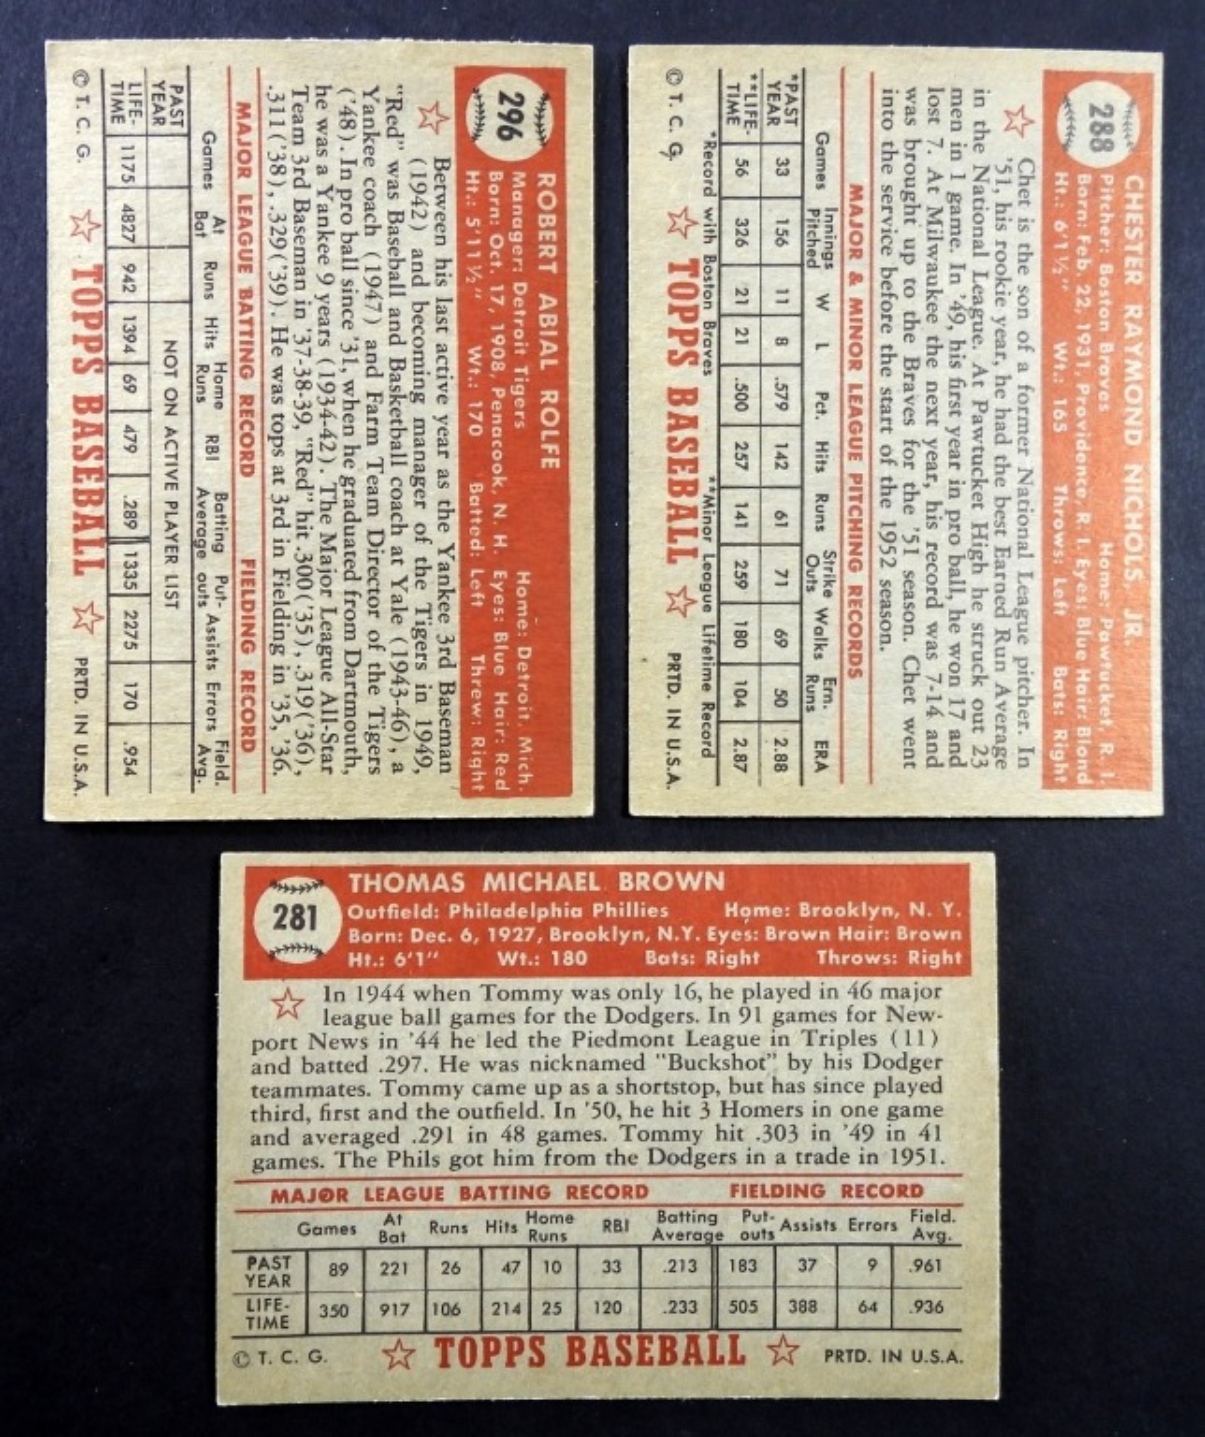 296
ROBERT ABIAL ROLFE
Manager: Detroit Tigers Home: Detroit, Mich.
Born: Oct. 17, 1908, Penacook, N. H. Eyes: Blue Hair: Red
Ht.: 5'11½" Wt.: 170 Batted: Left Threw: Right
Between his last active year as the Yankee 3rd Baseman
(1942) and becoming manager of the Tigers in 1949,
"Red" was Baseball and Basketball coach at Yale (1943-46), a
Yankee coach (1947) and Farm Team Director of the Tigers
('48). In pro ball since '31, when he graduated from Dartmouth,
he was a Yankee 9 years (1934-42). The Major League All-Star
Team 3rd Baseman in '37-38-39, "Red" hit .300('35), .319('36),
.311('38), .329('39). He was tops at 3rd in Fielding in '35, '36.
MAJOR LEAGUE BATTING RECORD FIELDING RECORD
Games At Bat Runs Hits Home Runs RBI Batting Average Put-outs Assists Errors Field. Avg.
PAST YEAR NOT ON ACTIVE PLAYER LIST
LIFE-TIME 1175 4827 942 1394 69 479 .289 1335 2275 170 .954
© T. C. G. TOPPS BASEBALL PRTD. IN U.S.A.
288
CHESTER RAYMOND NICHOLS, JR.
Pitcher: Boston Braves Home: Pawtucket, R. I.
Born: Feb. 22, 1931, Providence, R. I. Eyes: Blue Hair: Blond
Ht.: 6'1½" Wt.: 165 Throws: Left Bats: Right
Chet is the son of a former National League pitcher. In
'51, his rookie year, he had the best Earned Run Average
in the National League. At Pawtucket High he struck out 23
men in 1 game. In '49, his first year in pro ball, he won 17 and
lost 7. At Milwaukee the next year, his record was 7-14 and
was brought up to the Braves for the '51 season. Chet went
into the service before the start of the 1952 season.
MAJOR & MINOR LEAGUE PITCHING RECORDS
Games Innings Pitched W L Pct. Hits Runs Strike Outs Walks Ern. Runs ERA
*PAST YEAR 33 156 11 8 .579 142 61 71 69 50 2.88
**LIFE-TIME 56 326 21 21 .500 257 141 259 180 104 2.87
*Record with Boston Braves **Minor League Lifetime Record
© T. C. G. TOPPS BASEBALL PRTD. IN U.S.A.
281
THOMAS MICHAEL BROWN
Outfield: Philadelphia Phillies Home: Brooklyn, N. Y.
Born: Dec. 6, 1927, Brooklyn, N.Y. Eyes: Brown Hair: Brown
Ht.: 6'1" Wt.: 180 Bats: Right Throws: Right
In 1944 when Tommy was only 16, he played in 46 major
league ball games for the Dodgers. In 91 games for New-
port News in '44 he led the Piedmont League in Triples (11)
and batted .297. He was nicknamed "Buckshot" by his Dodger
teammates. Tommy came up as a shortstop, but has since played
third, first and the outfield. In '50, he hit 3 Homers in one game
and averaged .291 in 48 games. Tommy hit .303 in '49 in 41
games. The Phils got him from the Dodgers in a trade in 1951.
MAJOR LEAGUE BATTING RECORD FIELDING RECORD
Games At Bat Runs Hits Home Runs RBI Batting Average Put-outs Assists Errors Field. Avg.
PAST YEAR 89 221 26 47 10 33 .213 183 37 9 .961
LIFE-TIME 350 917 106 214 25 120 .233 505 388 64 .936
© T. C. G. TOPPS BASEBALL PRTD. IN U.S.A.